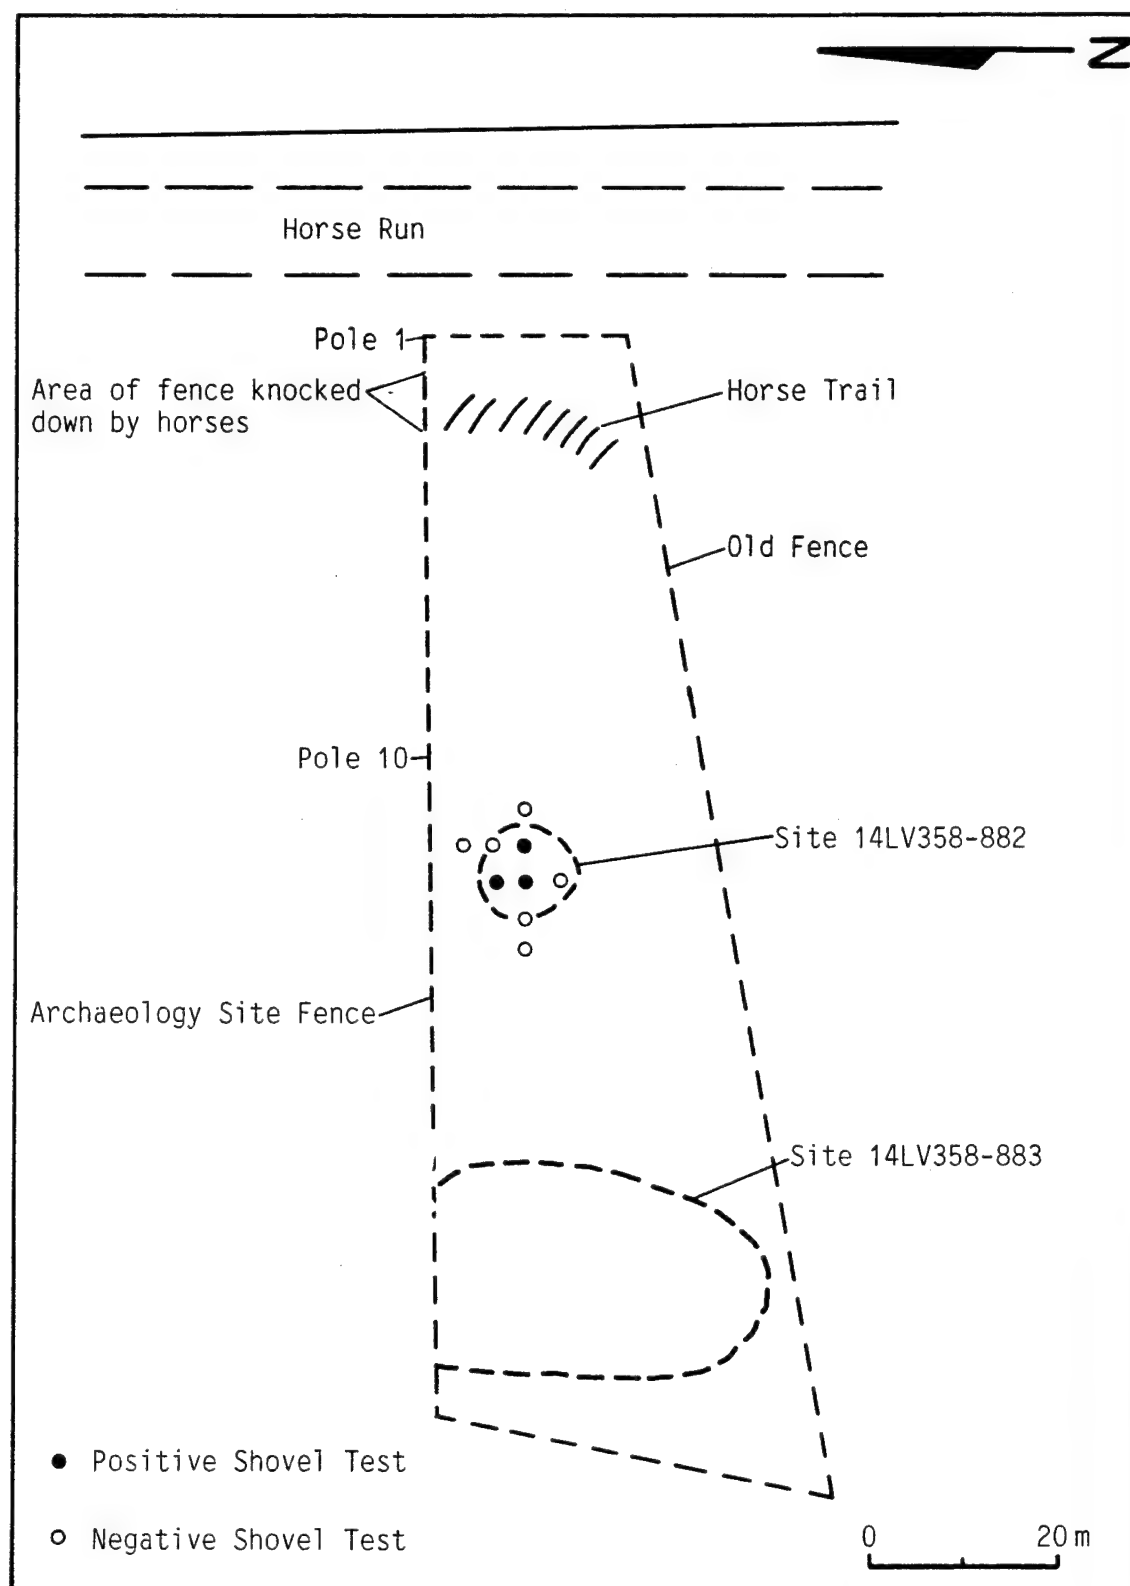 N
Horse Run
Pole 1
Area of fence knocked
down by horses
Horse Trail
Old Fence
Pole 10
Site 14LV358-882
Archaeology Site Fence
Site 14LV358-883
Positive Shovel Test
Negative Shovel Test
0 20 m